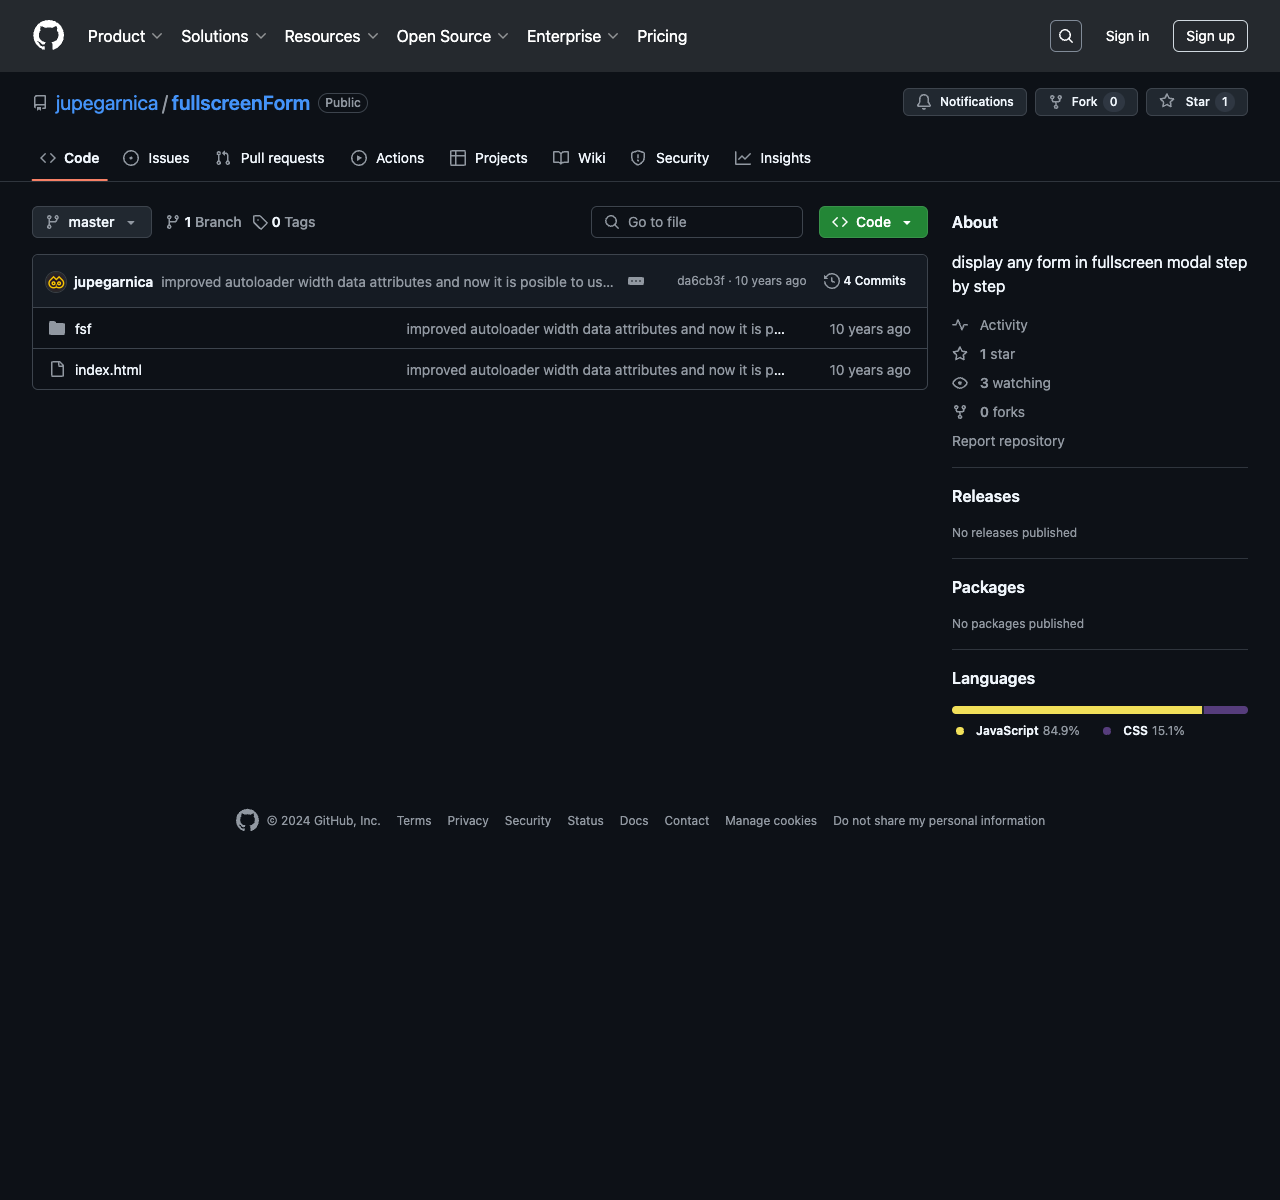 Product Solutions Resources Open Source Enterprise Pricing Sign in Sign up
jupegarnica / fullscreenForm Public Notifications Fork 0 Star 1
Code Issues Pull requests Actions Projects Wiki Security Insights
master 1 Branch 0 Tags Go to file Code
jupegarnica improved autoloader width data attributes and now it is posible to us... da6cb3f · 10 years ago 4 Commits
fsf improved autoloader width data attributes and now it is p... 10 years ago
index.html improved autoloader width data attributes and now it is p... 10 years ago
About
display any form in fullscreen modal step
by step
Activity
1 star
3 watching
0 forks
Report repository
Releases
No releases published
Packages
No packages published
Languages
JavaScript 84.9% CSS 15.1%
© 2024 GitHub, Inc. Terms Privacy Security Status Docs Contact Manage cookies Do not share my personal information